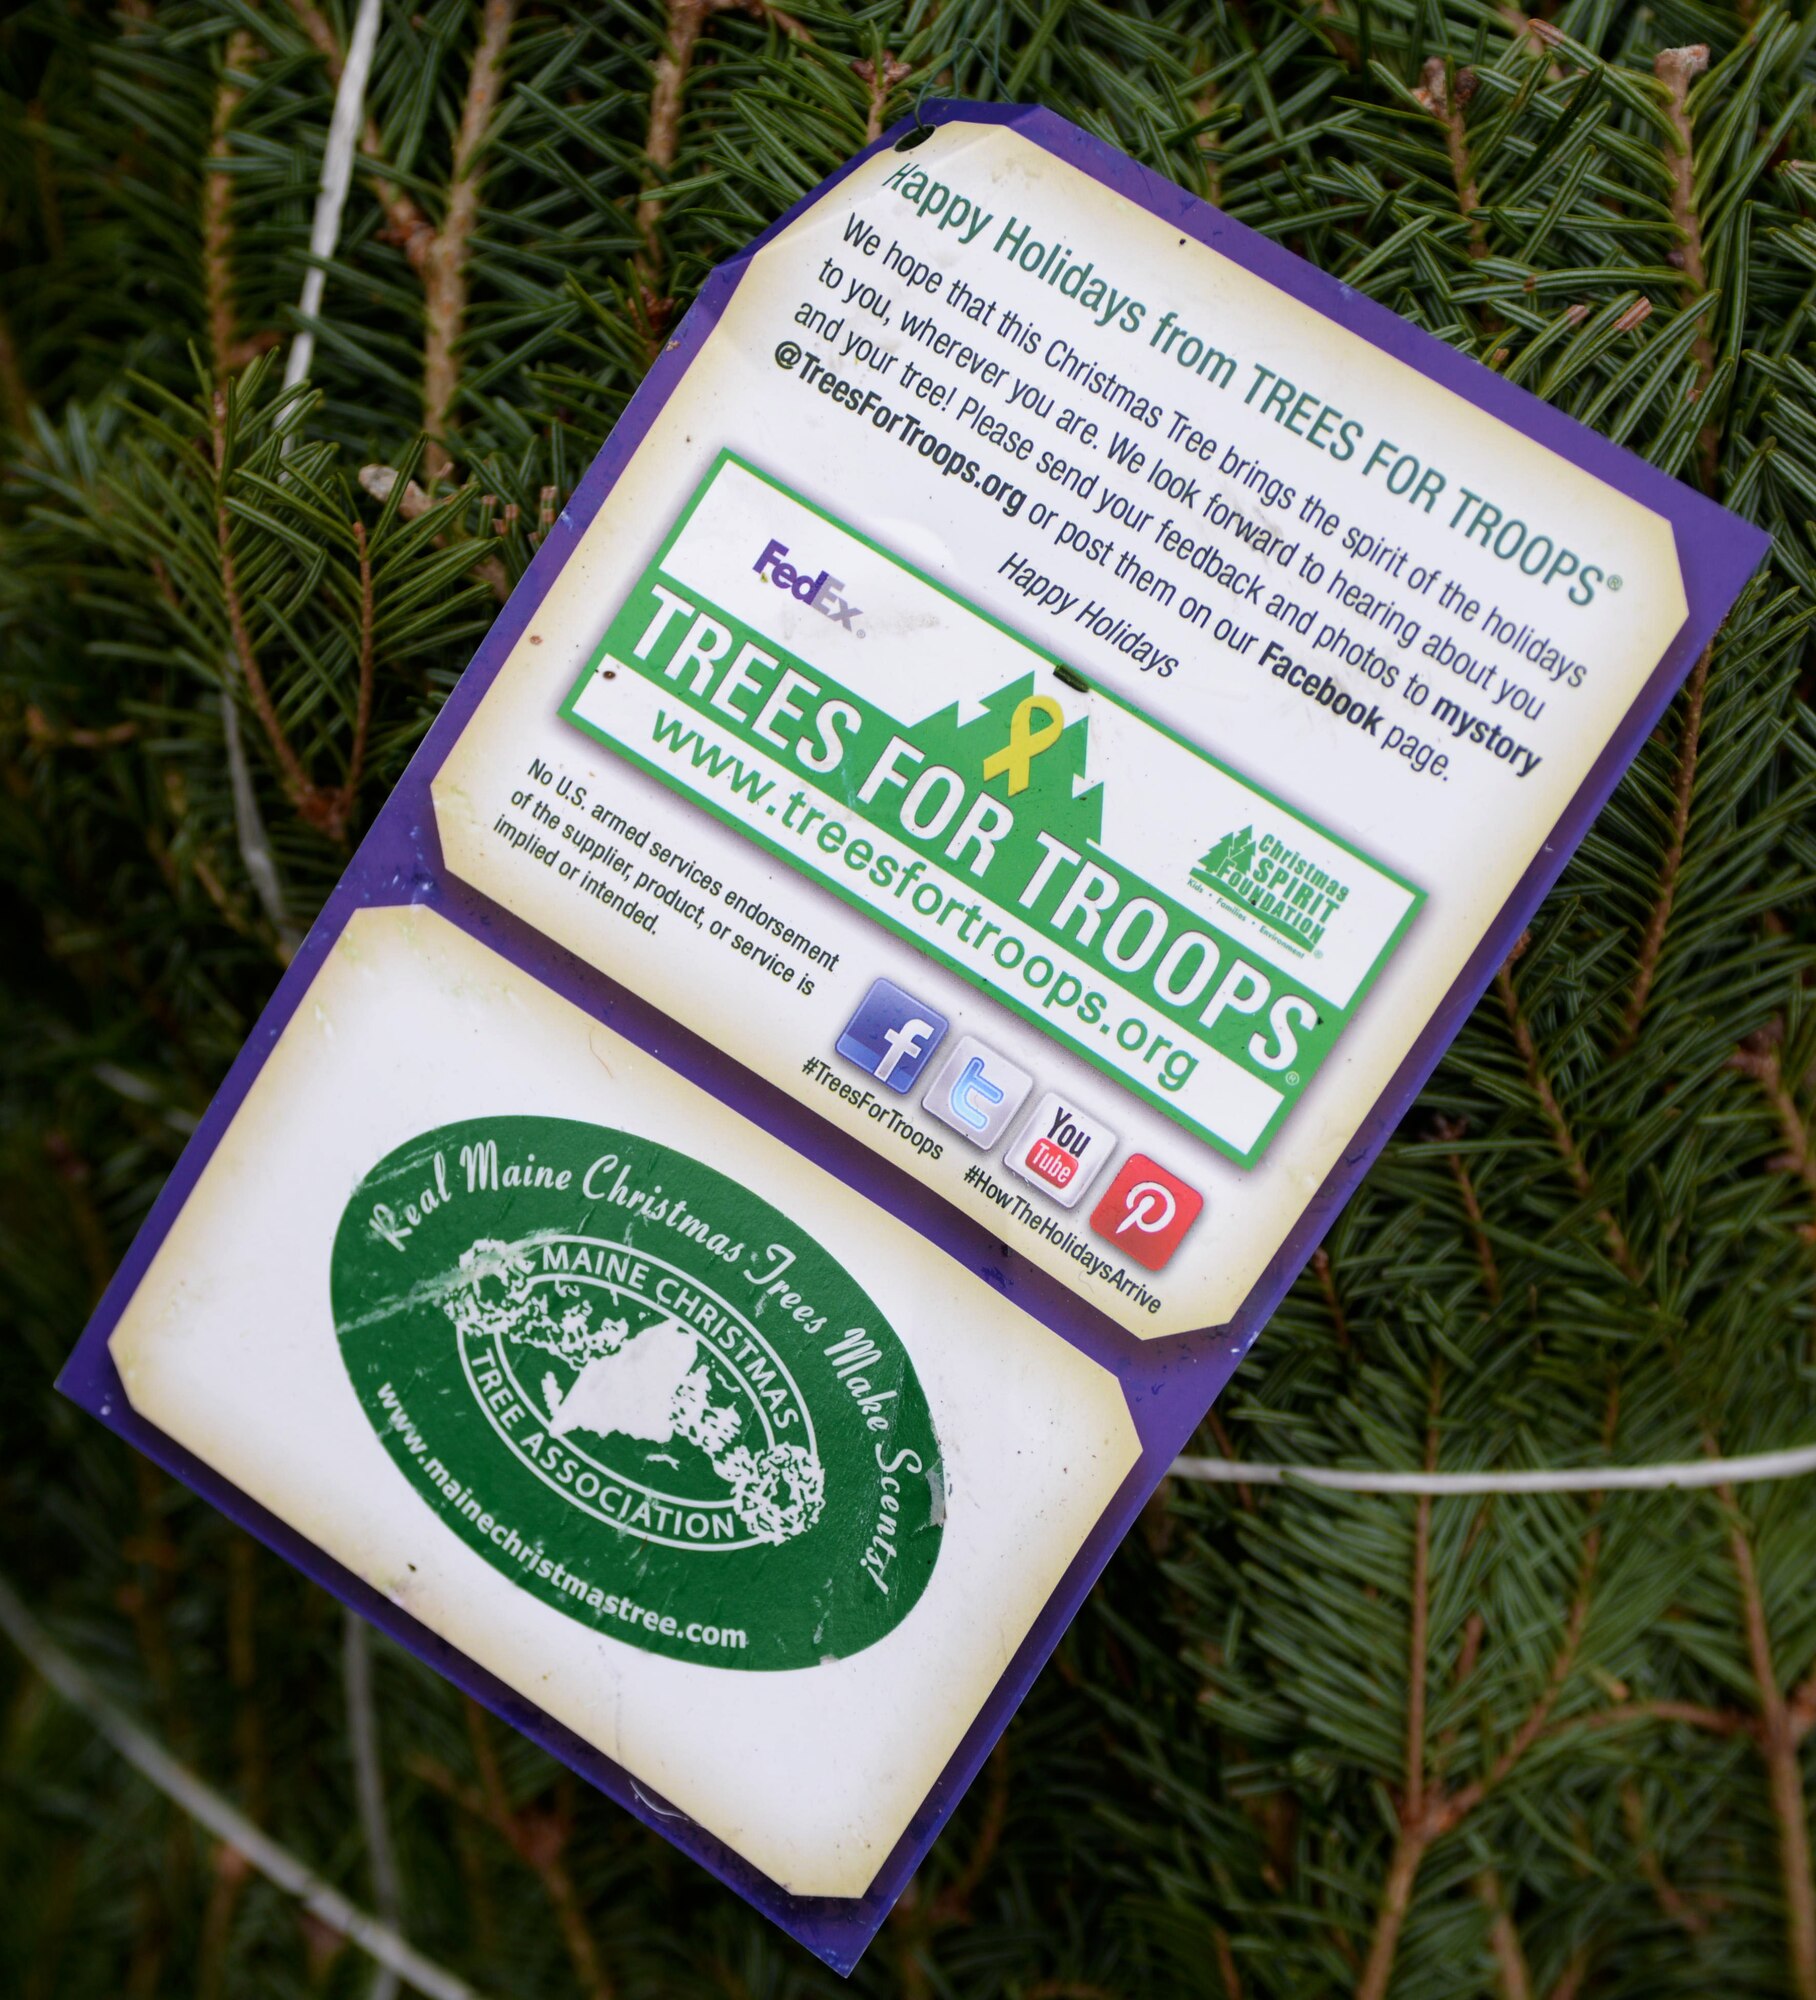 Happy Holidays from TREES FOR TROOPS®
We hope that this Christmas Tree brings the spirit of the holidays
to you, wherever you are. We look forward to hearing about you
and your tree! Please send your feedback and photos to mystory
@TreesForTroops.org or post them on our Facebook page.
Happy Holidays
FedEx®
TREES FOR TROOPS®
www.treesfortroops.org
Christmas
SPIRIT
FOUNDATION®
Kids • Families • Environment
No U.S. armed services endorsement
of the supplier, product, or service is
implied or intended.
f
t
You
Tube
P
#TreesForTroops
#HowTheHolidaysArrive
Real Maine Christmas Trees Make Scents!
MAINE CHRISTMAS
TREE ASSOCIATION
www.mainechristmastree.com